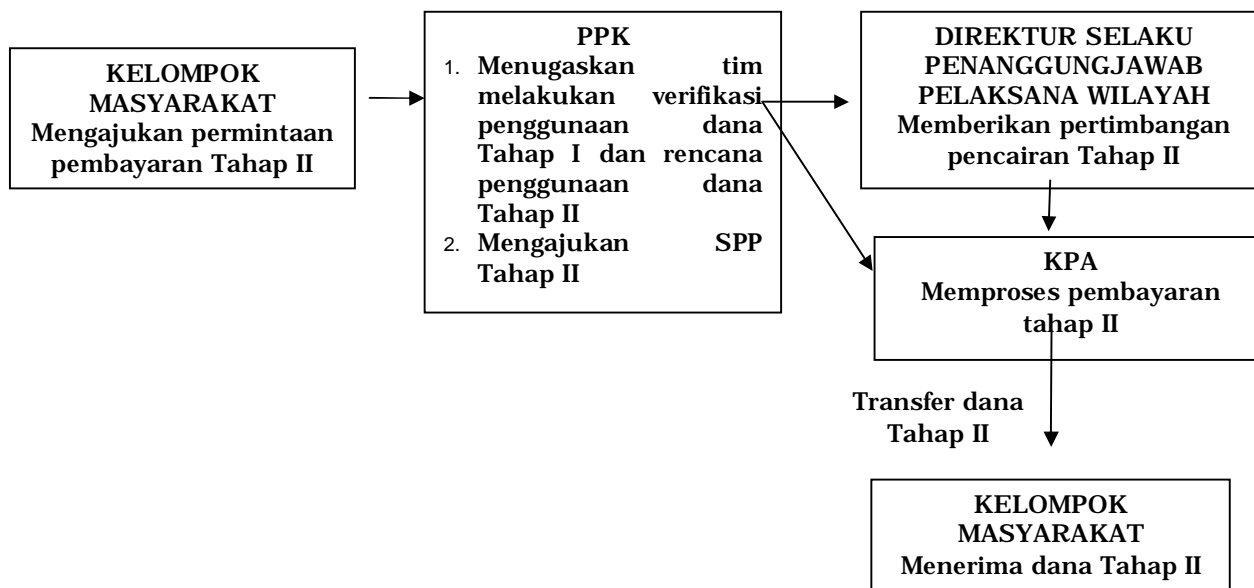 KELOMPOK
MASYARAKAT
Mengajukan permintaan
pembayaran Tahap II
PPK
1. Menugaskan tim
melakukan verifikasi
penggunaan dana
Tahap I dan rencana
penggunaan dana
Tahap II
2. Mengajukan SPP
Tahap II
DIREKTUR SELAKU
PENANGGUNGJAWAB
PELAKSANA WILAYAH
Memberikan pertimbangan
pencairan Tahap II
KPA
Memproses pembayaran
tahap II
Transfer dana
Tahap II
KELOMPOK
MASYARAKAT
Menerima dana Tahap II